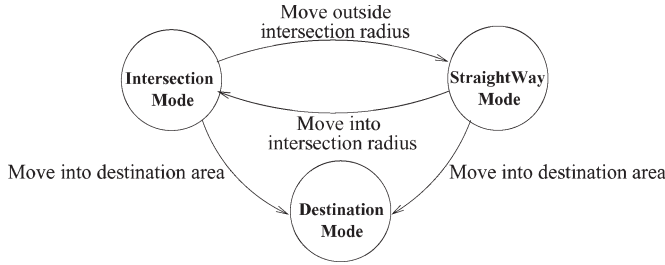 Move outside
intersection radius
Intersection
Mode
StraightWay
Mode
Move into
intersection radius
Move into destination area
Move into destination area
Destination
Mode